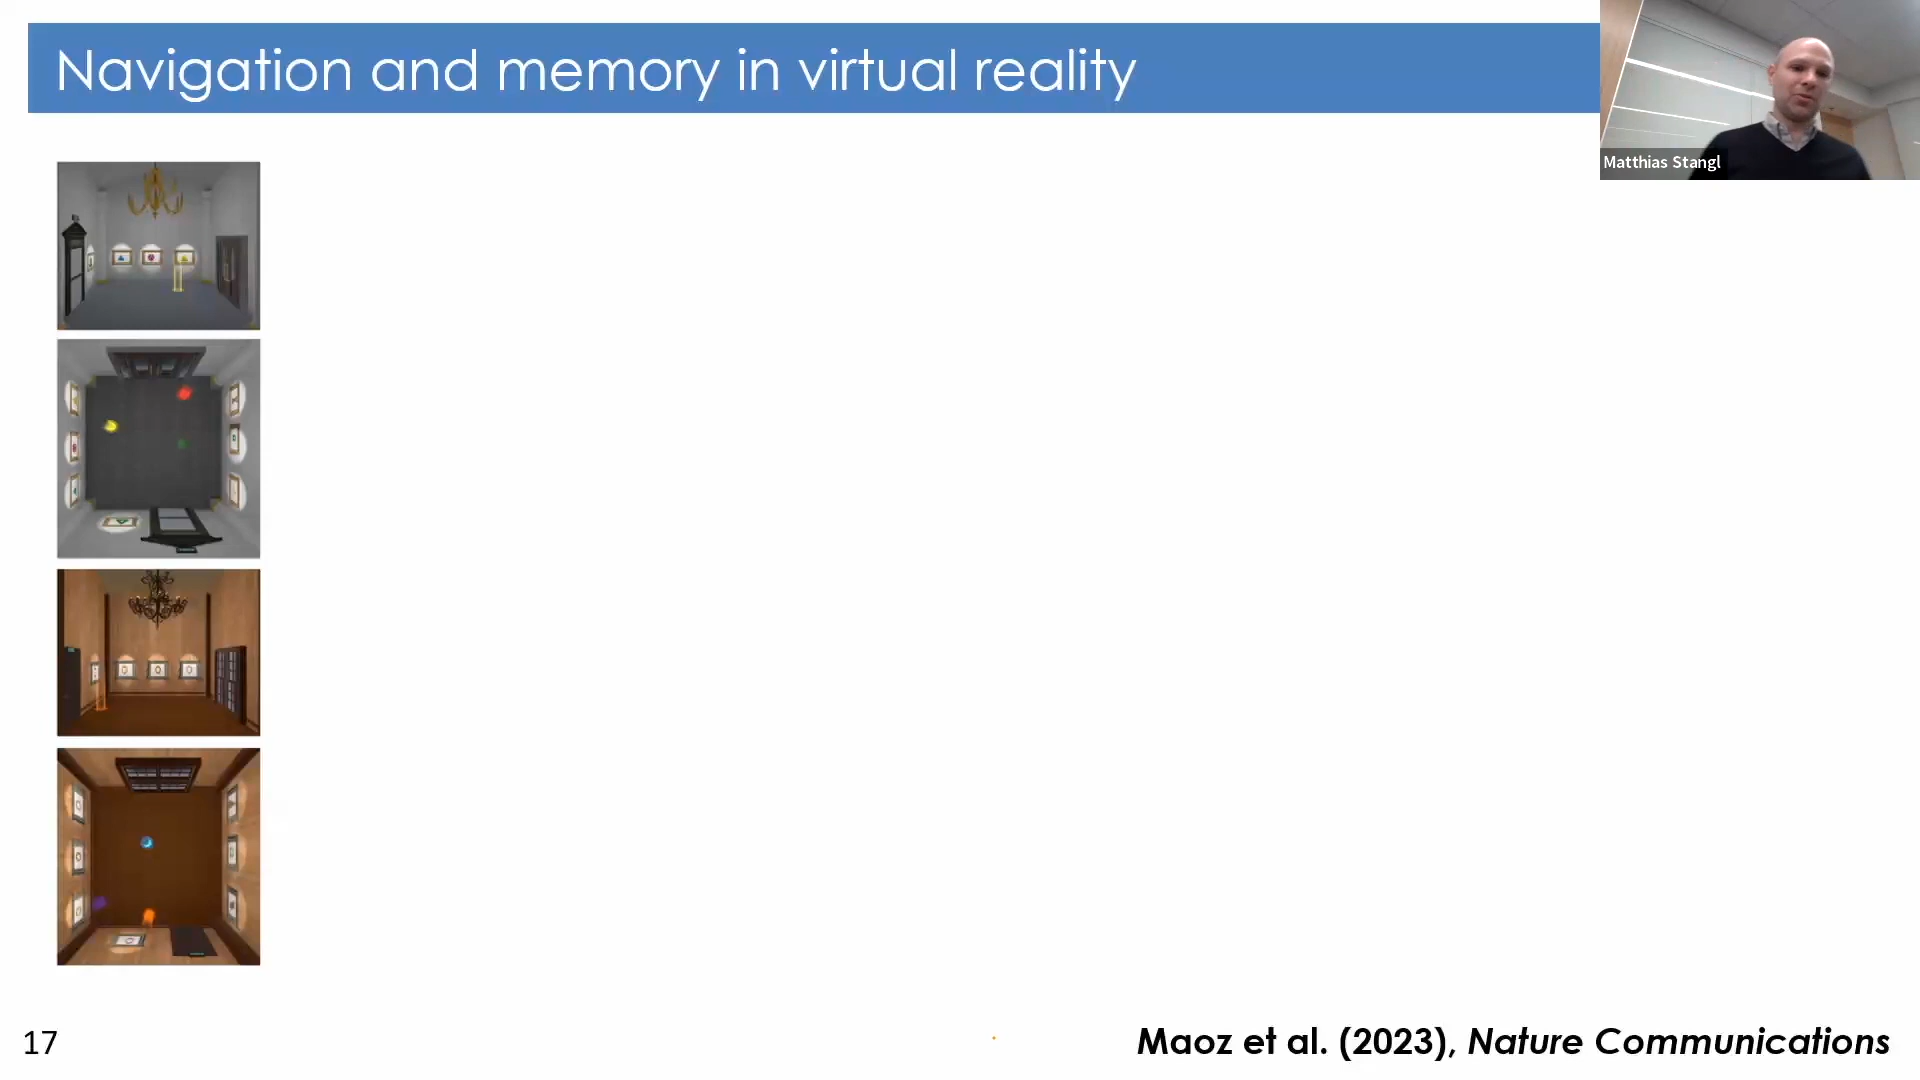 Navigation and memory in virtual reality
Matthias Stangl
17
Maoz et al. (2023), Nature Communications